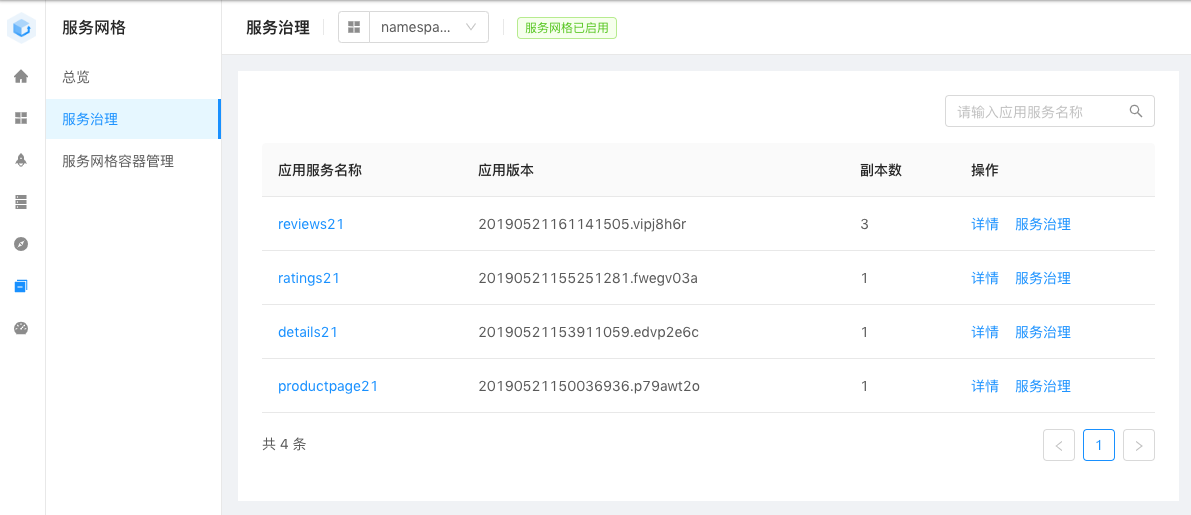 服务网格
总览
服务治理
服务网格容器管理
服务治理 namespa... 服务网格已启用
请输入应用服务名称
应用服务名称 应用版本 副本数 操作
reviews21 20190521161141505.vipj8h6r 3 详情 服务治理
ratings21 20190521155251281.fwegv03a 1 详情 服务治理
details21 20190521153911059.edvp2e6c 1 详情 服务治理
productpage21 20190521150036936.p79awt2o 1 详情 服务治理
共 4 条 < 1 >